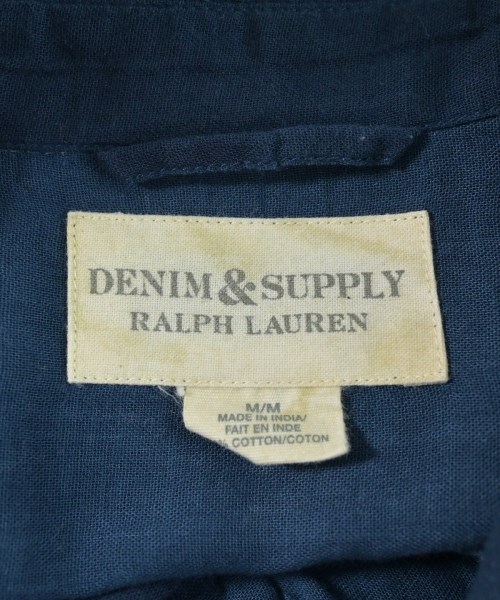 DENIM & SUPPLY
RALPH LAUREN
M/M
MADE IN INDIA/
FAIT EN INDE
% COTTON/COTON